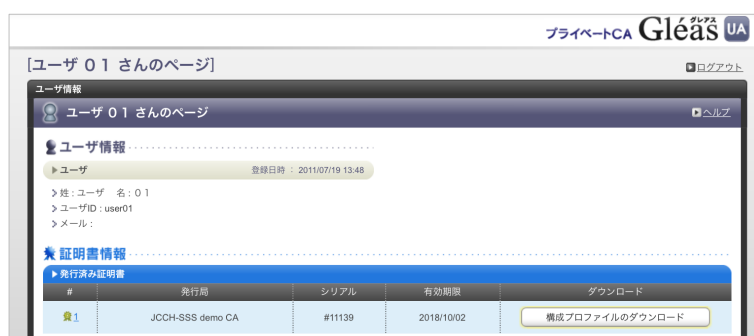 プライベートCA Gléas グレアス UA
[ユーザ 01 さんのページ]
ログアウト
ユーザ情報
ユーザ 01 さんのページ
ヘルプ
ユーザ情報
ユーザ 登録日時 : 2011/07/19 13:48
姓 : ユーザ 名 : 01
ユーザID : user01
メール :
証明書情報
発行済み証明書
# 発行局 シリアル 有効期限 ダウンロード
1 JCCH-SSS demo CA #11139 2018/10/02 構成プロファイルのダウンロード